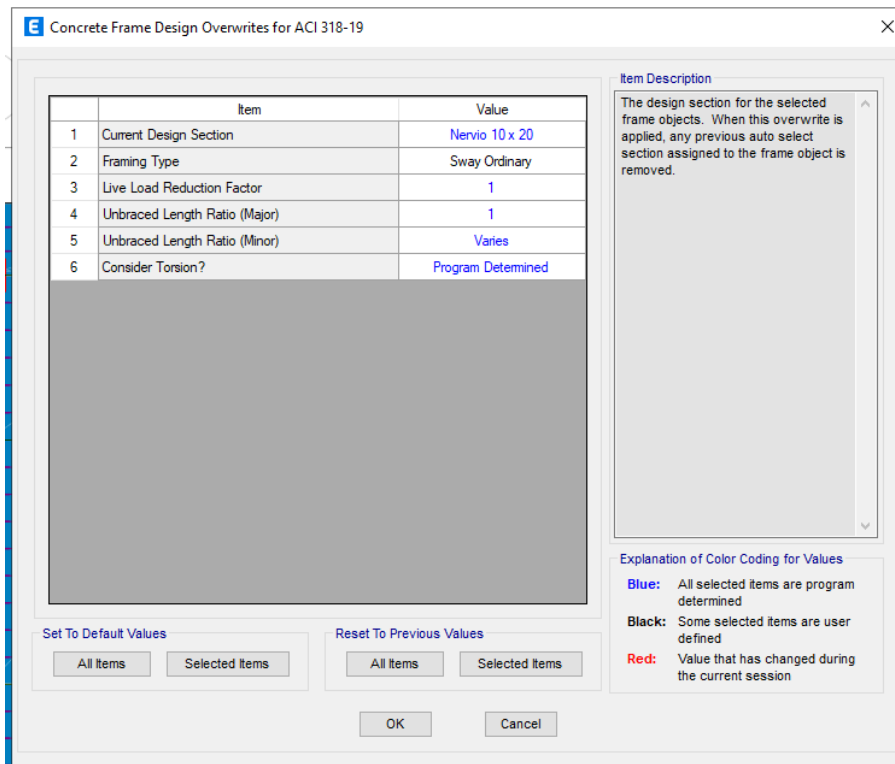 E Concrete Frame Design Overwrites for ACI 318-19
Item Value
1 Current Design Section Nervio 10 x 20
2 Framing Type Sway Ordinary
3 Live Load Reduction Factor 1
4 Unbraced Length Ratio (Major) 1
5 Unbraced Length Ratio (Minor) Varies
6 Consider Torsion? Program Determined
Item Description
The design section for the selected
frame objects. When this overwrite is
applied, any previous auto select
section assigned to the frame object is
removed.
Explanation of Color Coding for Values
Blue: All selected items are program
determined
Black: Some selected items are user
defined
Red: Value that has changed during
the current session
Set To Default Values
All Items Selected Items
Reset To Previous Values
All Items Selected Items
OK Cancel